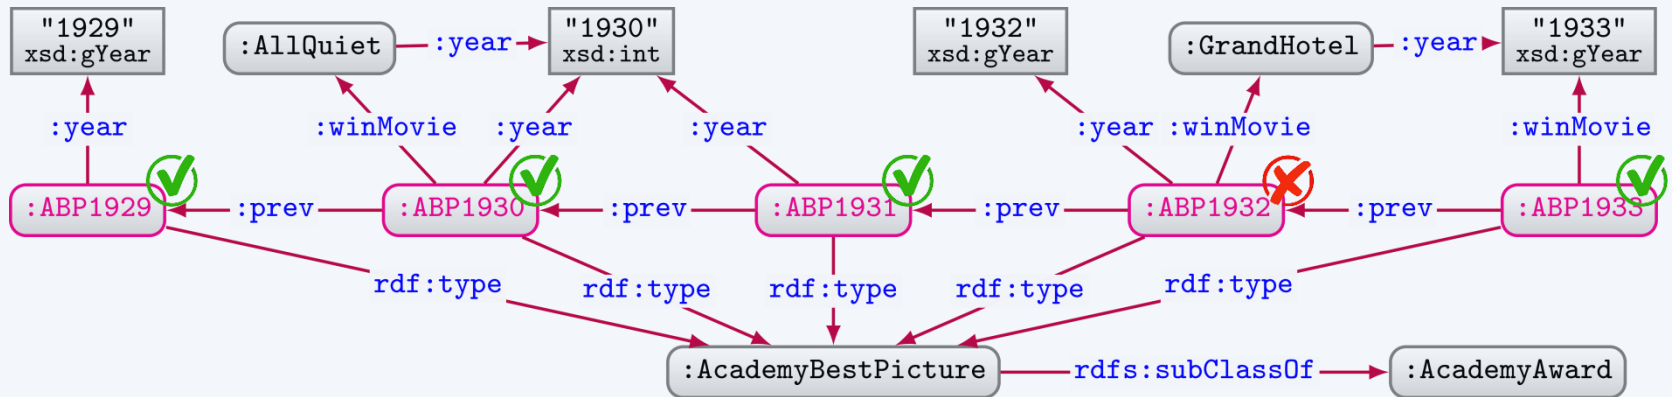 "1929"
xsd:gYear
:AllQuiet
:year
"1930"
xsd:int
"1932"
xsd:gYear
:GrandHotel
:year
"1933"
xsd:gYear
:year
:winMovie
:year
:year
:year
:winMovie
:winMovie
:ABP1929
:prev
:ABP1930
:prev
:ABP1931
:prev
:ABP1932
:prev
:ABP1933
rdf:type
rdf:type
rdf:type
rdf:type
rdf:type
:AcademyBestPicture
rdfs:subClassOf
:AcademyAward